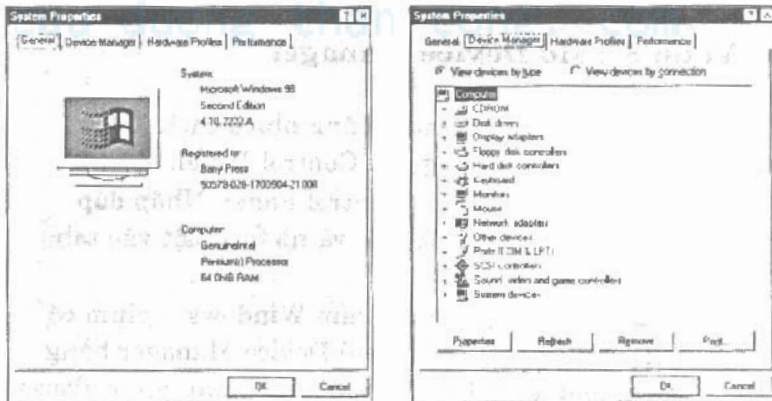 System Properties
General Device Manager Hardware Profiles Performance
System:
Microsoft Windows 98
Second Edition
4.10.2222 A
Registered to:
Barry Press
Computer:
GenuineIntel
Pentium(r) Processor
64.0MB RAM
OK Cancel
System Properties
General Device Manager Hardware Profiles Performance
View devices by type View devices by connection
Computer
CDROM
Disk drives
Display adapters
Floppy disk controllers
Hard disk controllers
Keyboard
Monitors
Mouse
Network adapters
Other devices
Ports (COM & LPT)
SCSI controllers
Sound, video and game controllers
System devices
Properties Refresh Remove Print...
OK Cancel